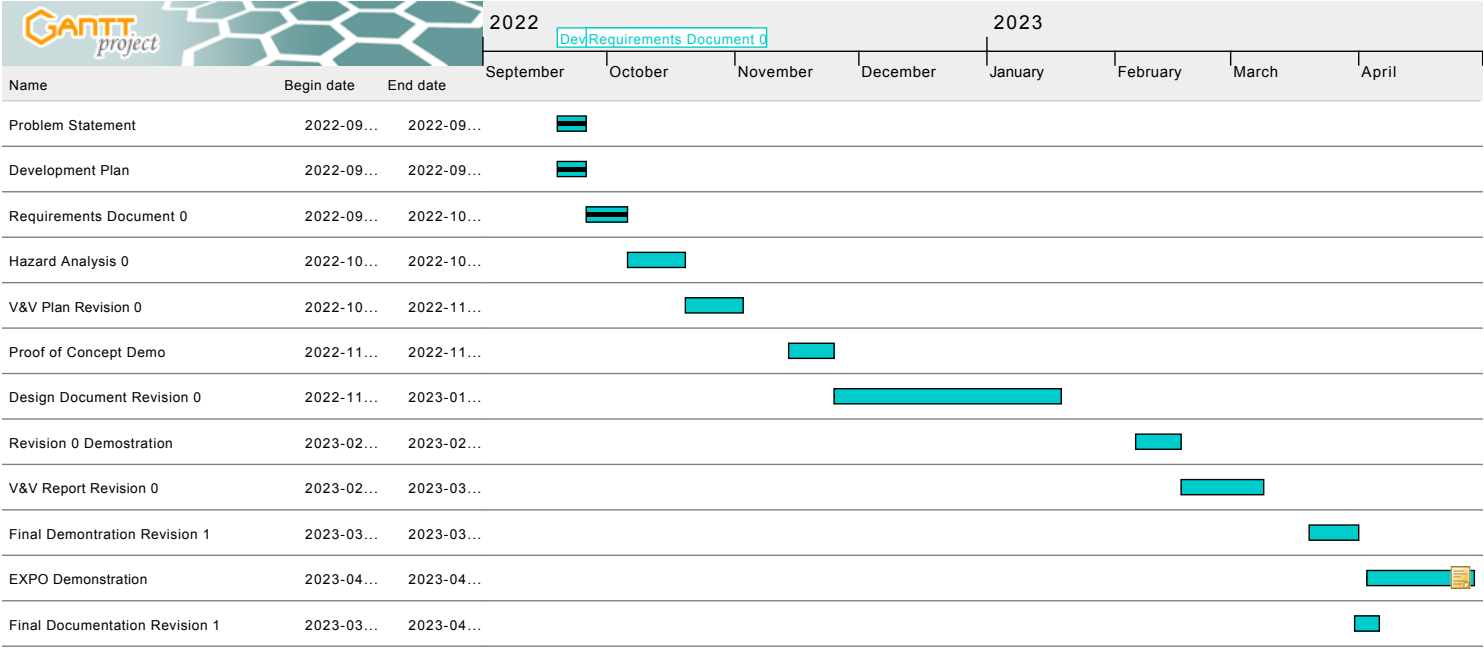 GANTT
project
2022
2023
Dev Requirements Document 0
September October November December January February March April
Name Begin date End date
Problem Statement 2022-09... 2022-09...
Development Plan 2022-09... 2022-09...
Requirements Document 0 2022-09... 2022-10...
Hazard Analysis 0 2022-10... 2022-10...
V&V Plan Revision 0 2022-10... 2022-11...
Proof of Concept Demo 2022-11... 2022-11...
Design Document Revision 0 2022-11... 2023-01...
Revision 0 Demostration 2023-02... 2023-02...
V&V Report Revision 0 2023-02... 2023-03...
Final Demontration Revision 1 2023-03... 2023-03...
EXPO Demonstration 2023-04... 2023-04...
Final Documentation Revision 1 2023-03... 2023-04...